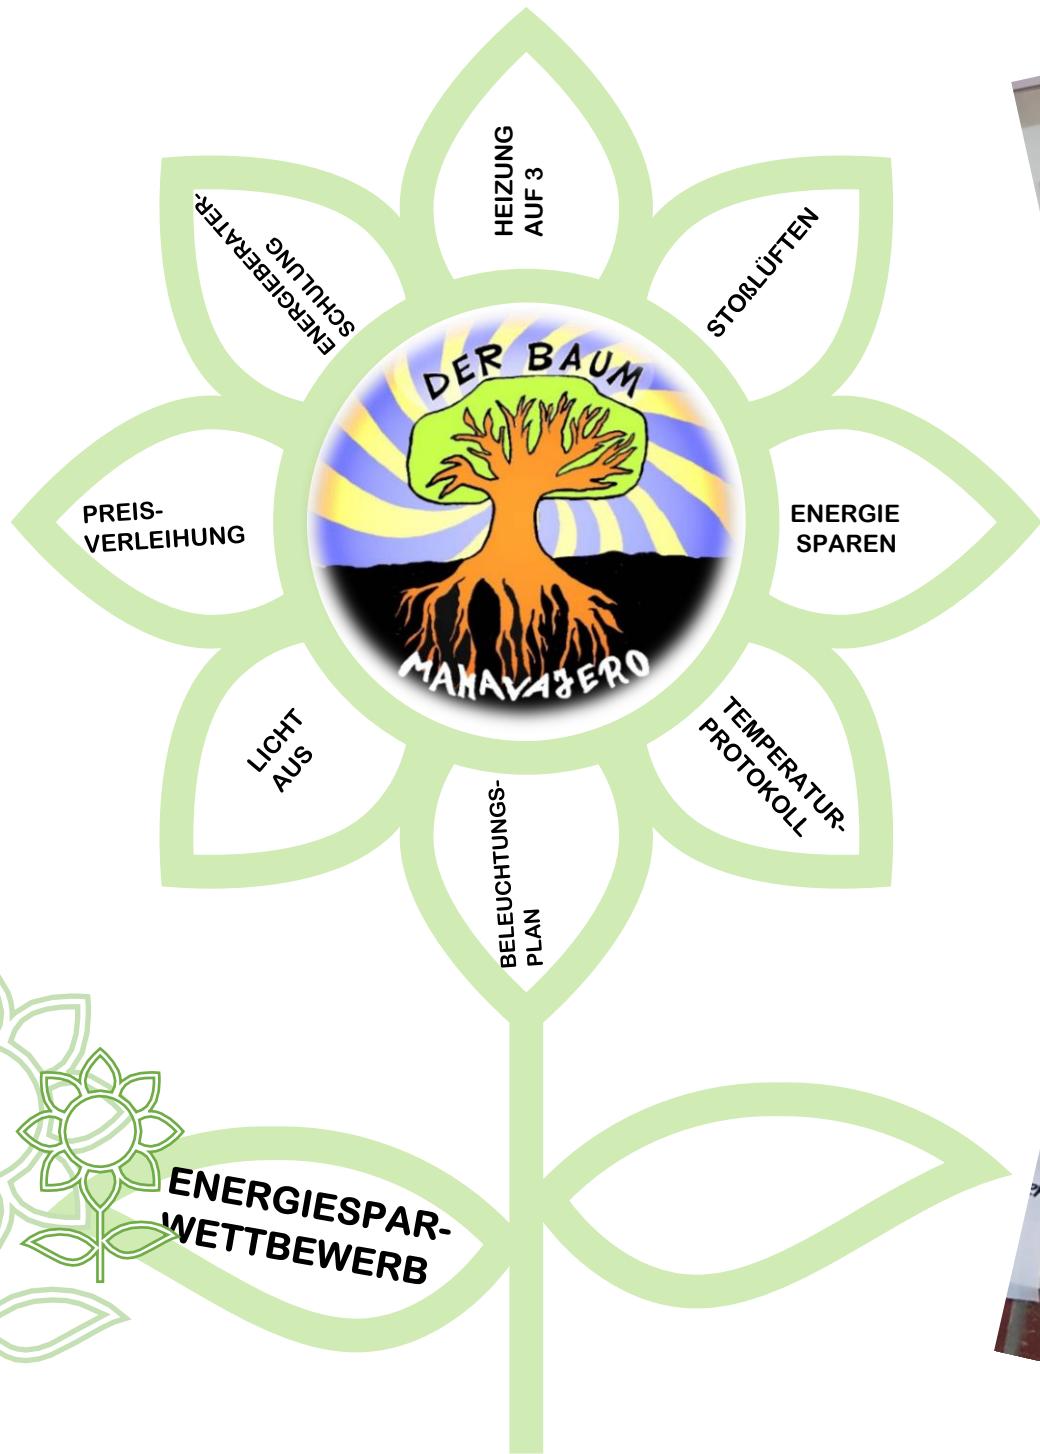 HEIZUNG
AUF 3
STOßLÜFTEN
ENERGIE
SPAREN
TEMPERATUR-
PROTOKOLL
BELEUCHTUNGS-
PLAN
LICHT
AUS
PREIS-
VERLEIHUNG
ENERGIEBERATER-
SCHULUNG
DER BAUM
MAHAVAJERO
ENERGIESPAR-
WETTBEWERB